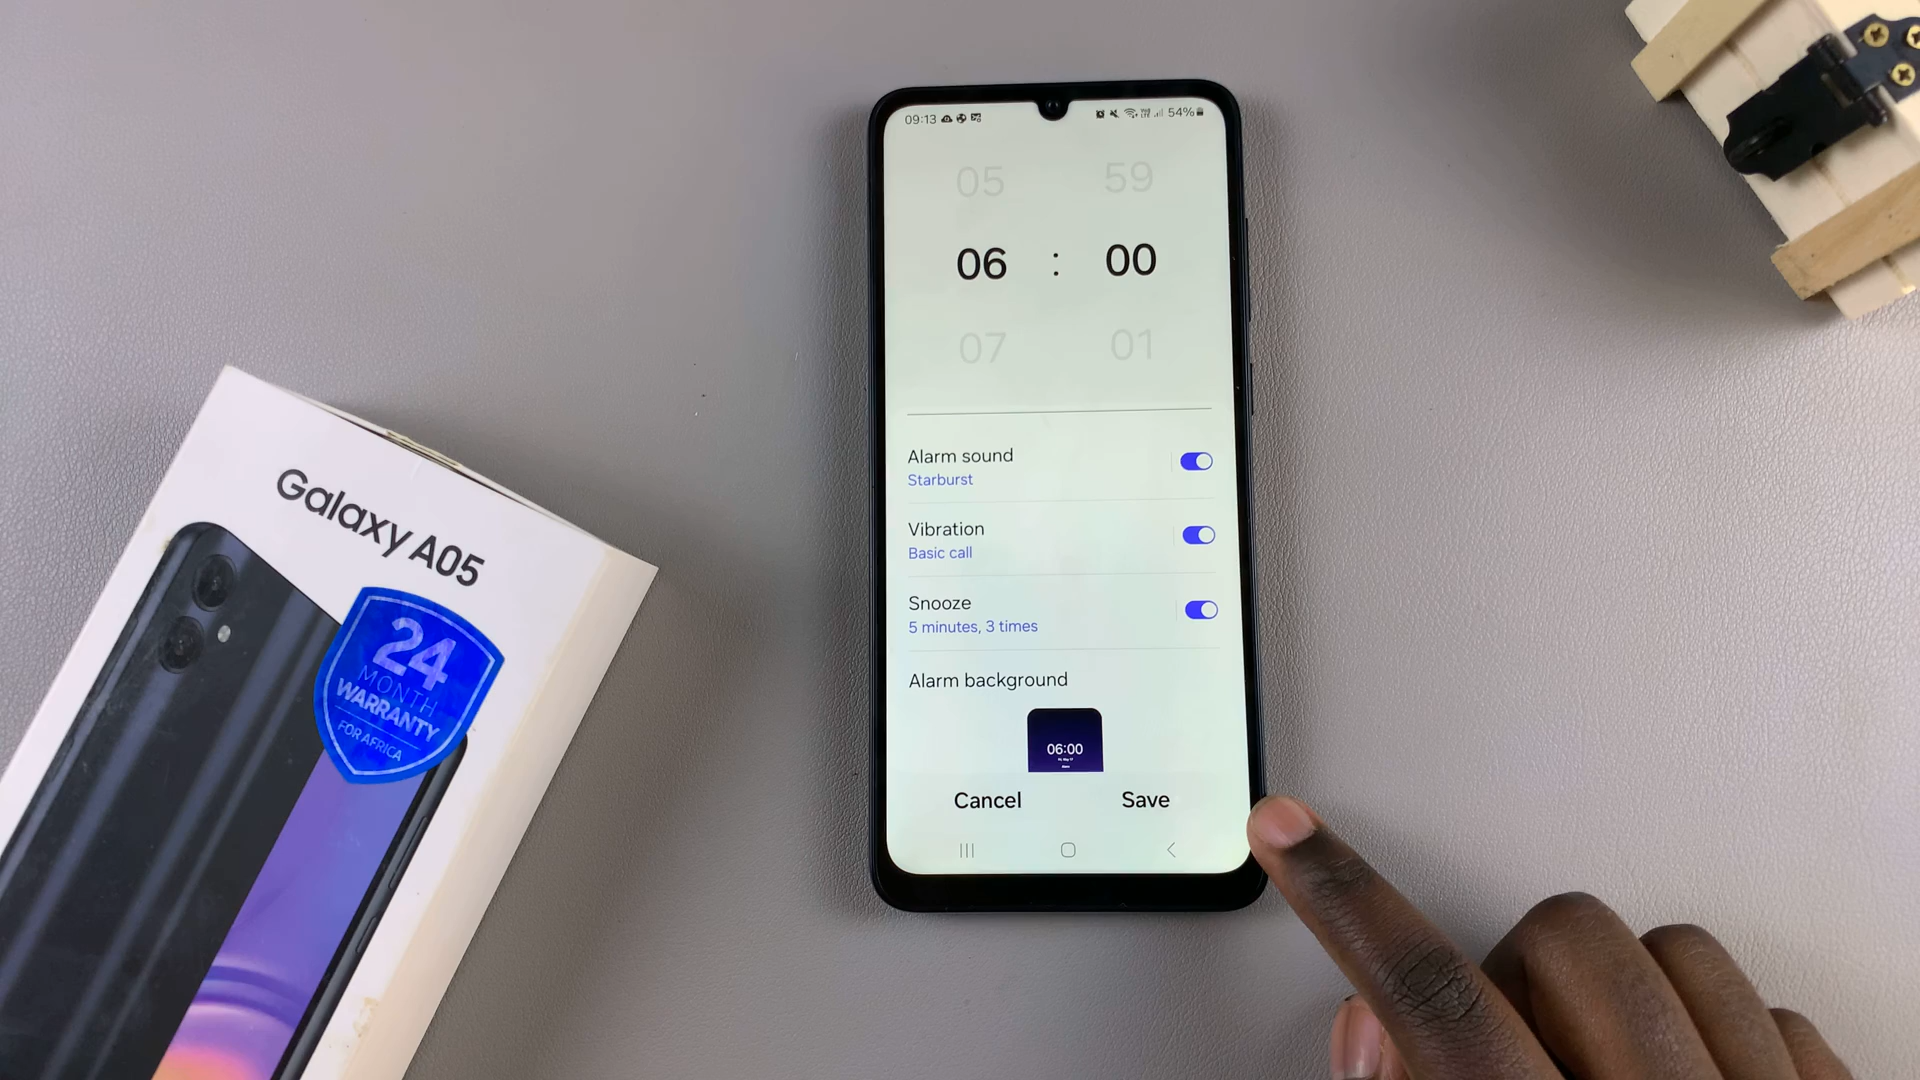 09:13
54%
05 59
06 : 00
07 01
Alarm sound
Starburst
Vibration
Basic call
Snooze
5 minutes, 3 times
Alarm background
06:00
Cancel Save
Galaxy A05
24
MONTH
WARRANTY
FOR AFRICA